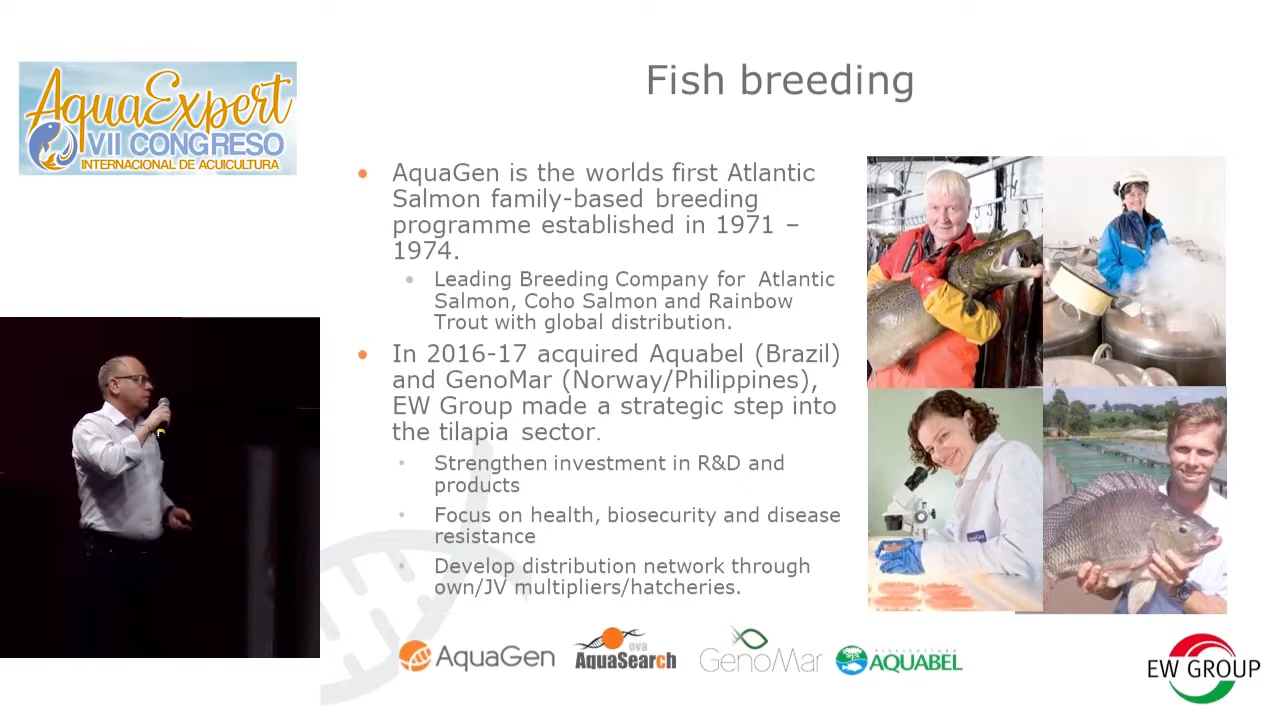 AquaExpert
VII CONGRESO
INTERNACIONAL DE ACUICULTURA
Fish breeding
• AquaGen is the worlds first Atlantic
Salmon family-based breeding
programme established in 1971 –
1974.
• Leading Breeding Company for Atlantic
Salmon, Coho Salmon and Rainbow
Trout with global distribution.
• In 2016-17 acquired Aquabel (Brazil)
and GenoMar (Norway/Philippines),
EW Group made a strategic step into
the tilapia sector.
• Strengthen investment in R&D and
products
• Focus on health, biosecurity and disease
resistance
• Develop distribution network through
own/JV multipliers/hatcheries.
AquaGen
ova
AquaSearch
GenoMar
AQUABEL
EW GROUP